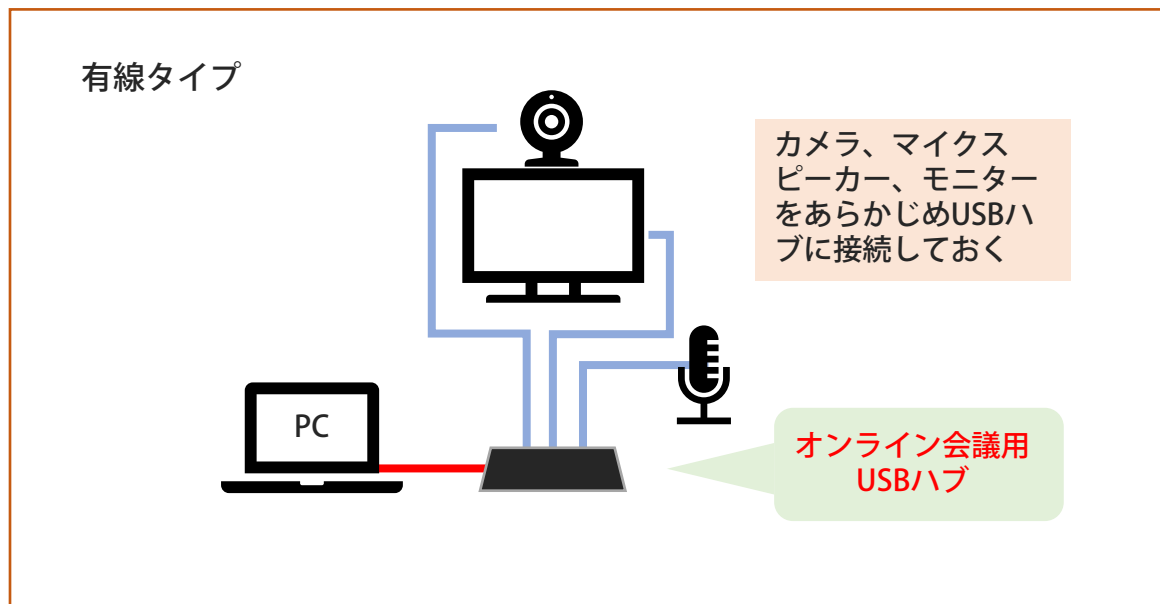 有線タイプ
カメラ、マイクス
ピーカー、モニター
をあらかじめUSBハ
ブに接続しておく
PC
オンライン会議用
USBハブ